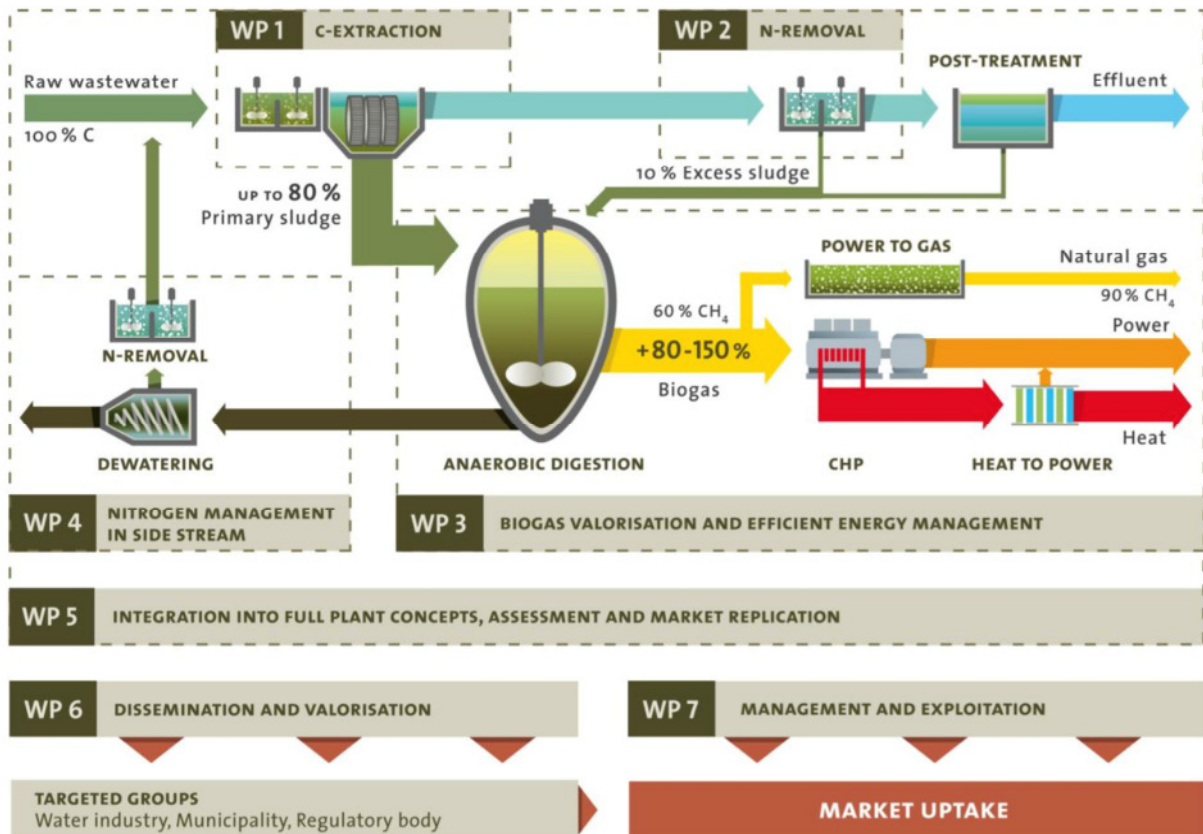 WP 1
C-EXTRACTION
WP 2
N-REMOVAL
POST-TREATMENT
Raw wastewater
100 % C
Effluent
UP TO 80 %
Primary sludge
10 % Excess sludge
POWER TO GAS
Natural gas
90 % CH₄
60 % CH₄
+80-150 %
Biogas
Power
Heat
N-REMOVAL
DEWATERING
ANAEROBIC DIGESTION
CHP
HEAT TO POWER
WP 4
NITROGEN MANAGEMENT
IN SIDE STREAM
WP 3
BIOGAS VALORISATION AND EFFICIENT ENERGY MANAGEMENT
WP 5
INTEGRATION INTO FULL PLANT CONCEPTS, ASSESSMENT AND MARKET REPLICATION
WP 6
DISSEMINATION AND VALORISATION
WP 7
MANAGEMENT AND EXPLOITATION
TARGETED GROUPS
Water industry, Municipality, Regulatory body
MARKET UPTAKE